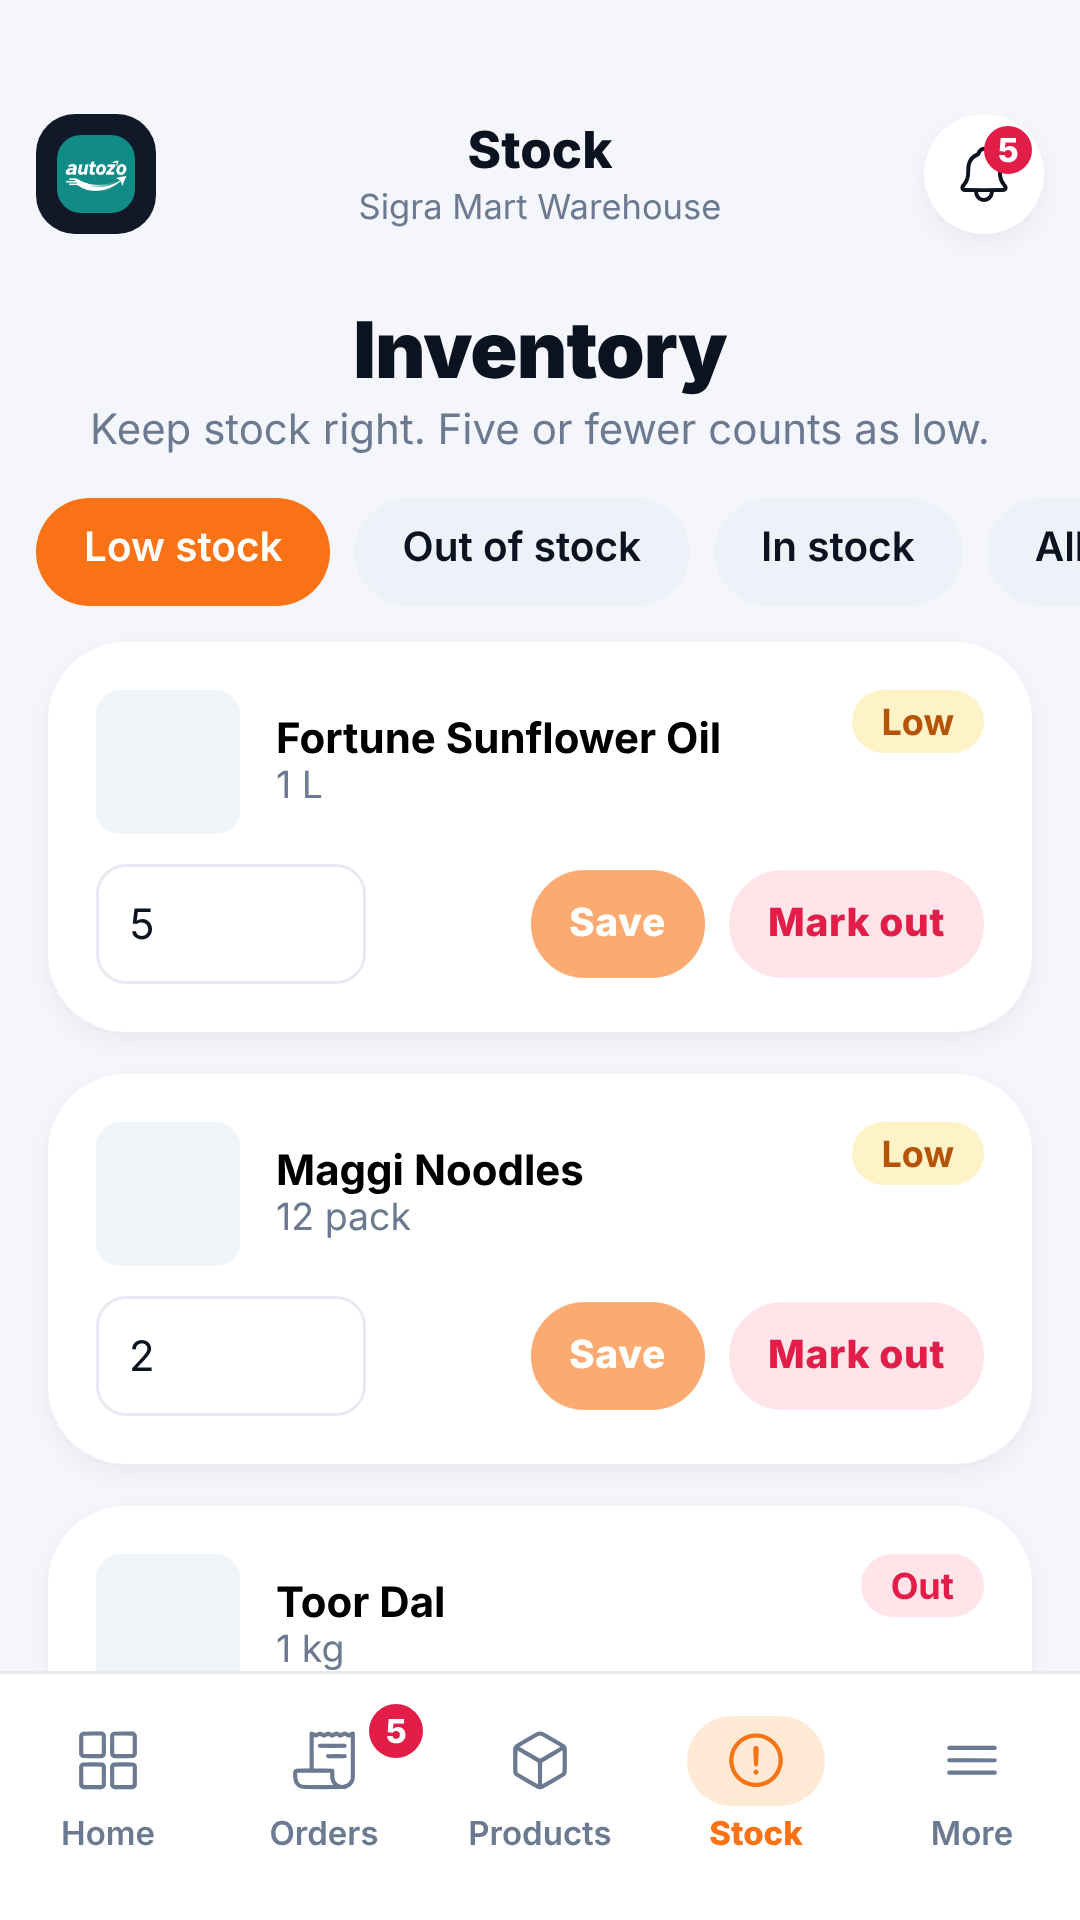 autozo
Stock
Sigra Mart Warehouse
5
Inventory
Keep stock right. Five or fewer counts as low.
Low stock
Out of stock
In stock
All
Fortune Sunflower Oil
Low
1 L
5
Save
Mark out
Maggi Noodles
Low
12 pack
2
Save
Mark out
Toor Dal
Out
1 kg
5
Home
Orders
Products
Stock
More